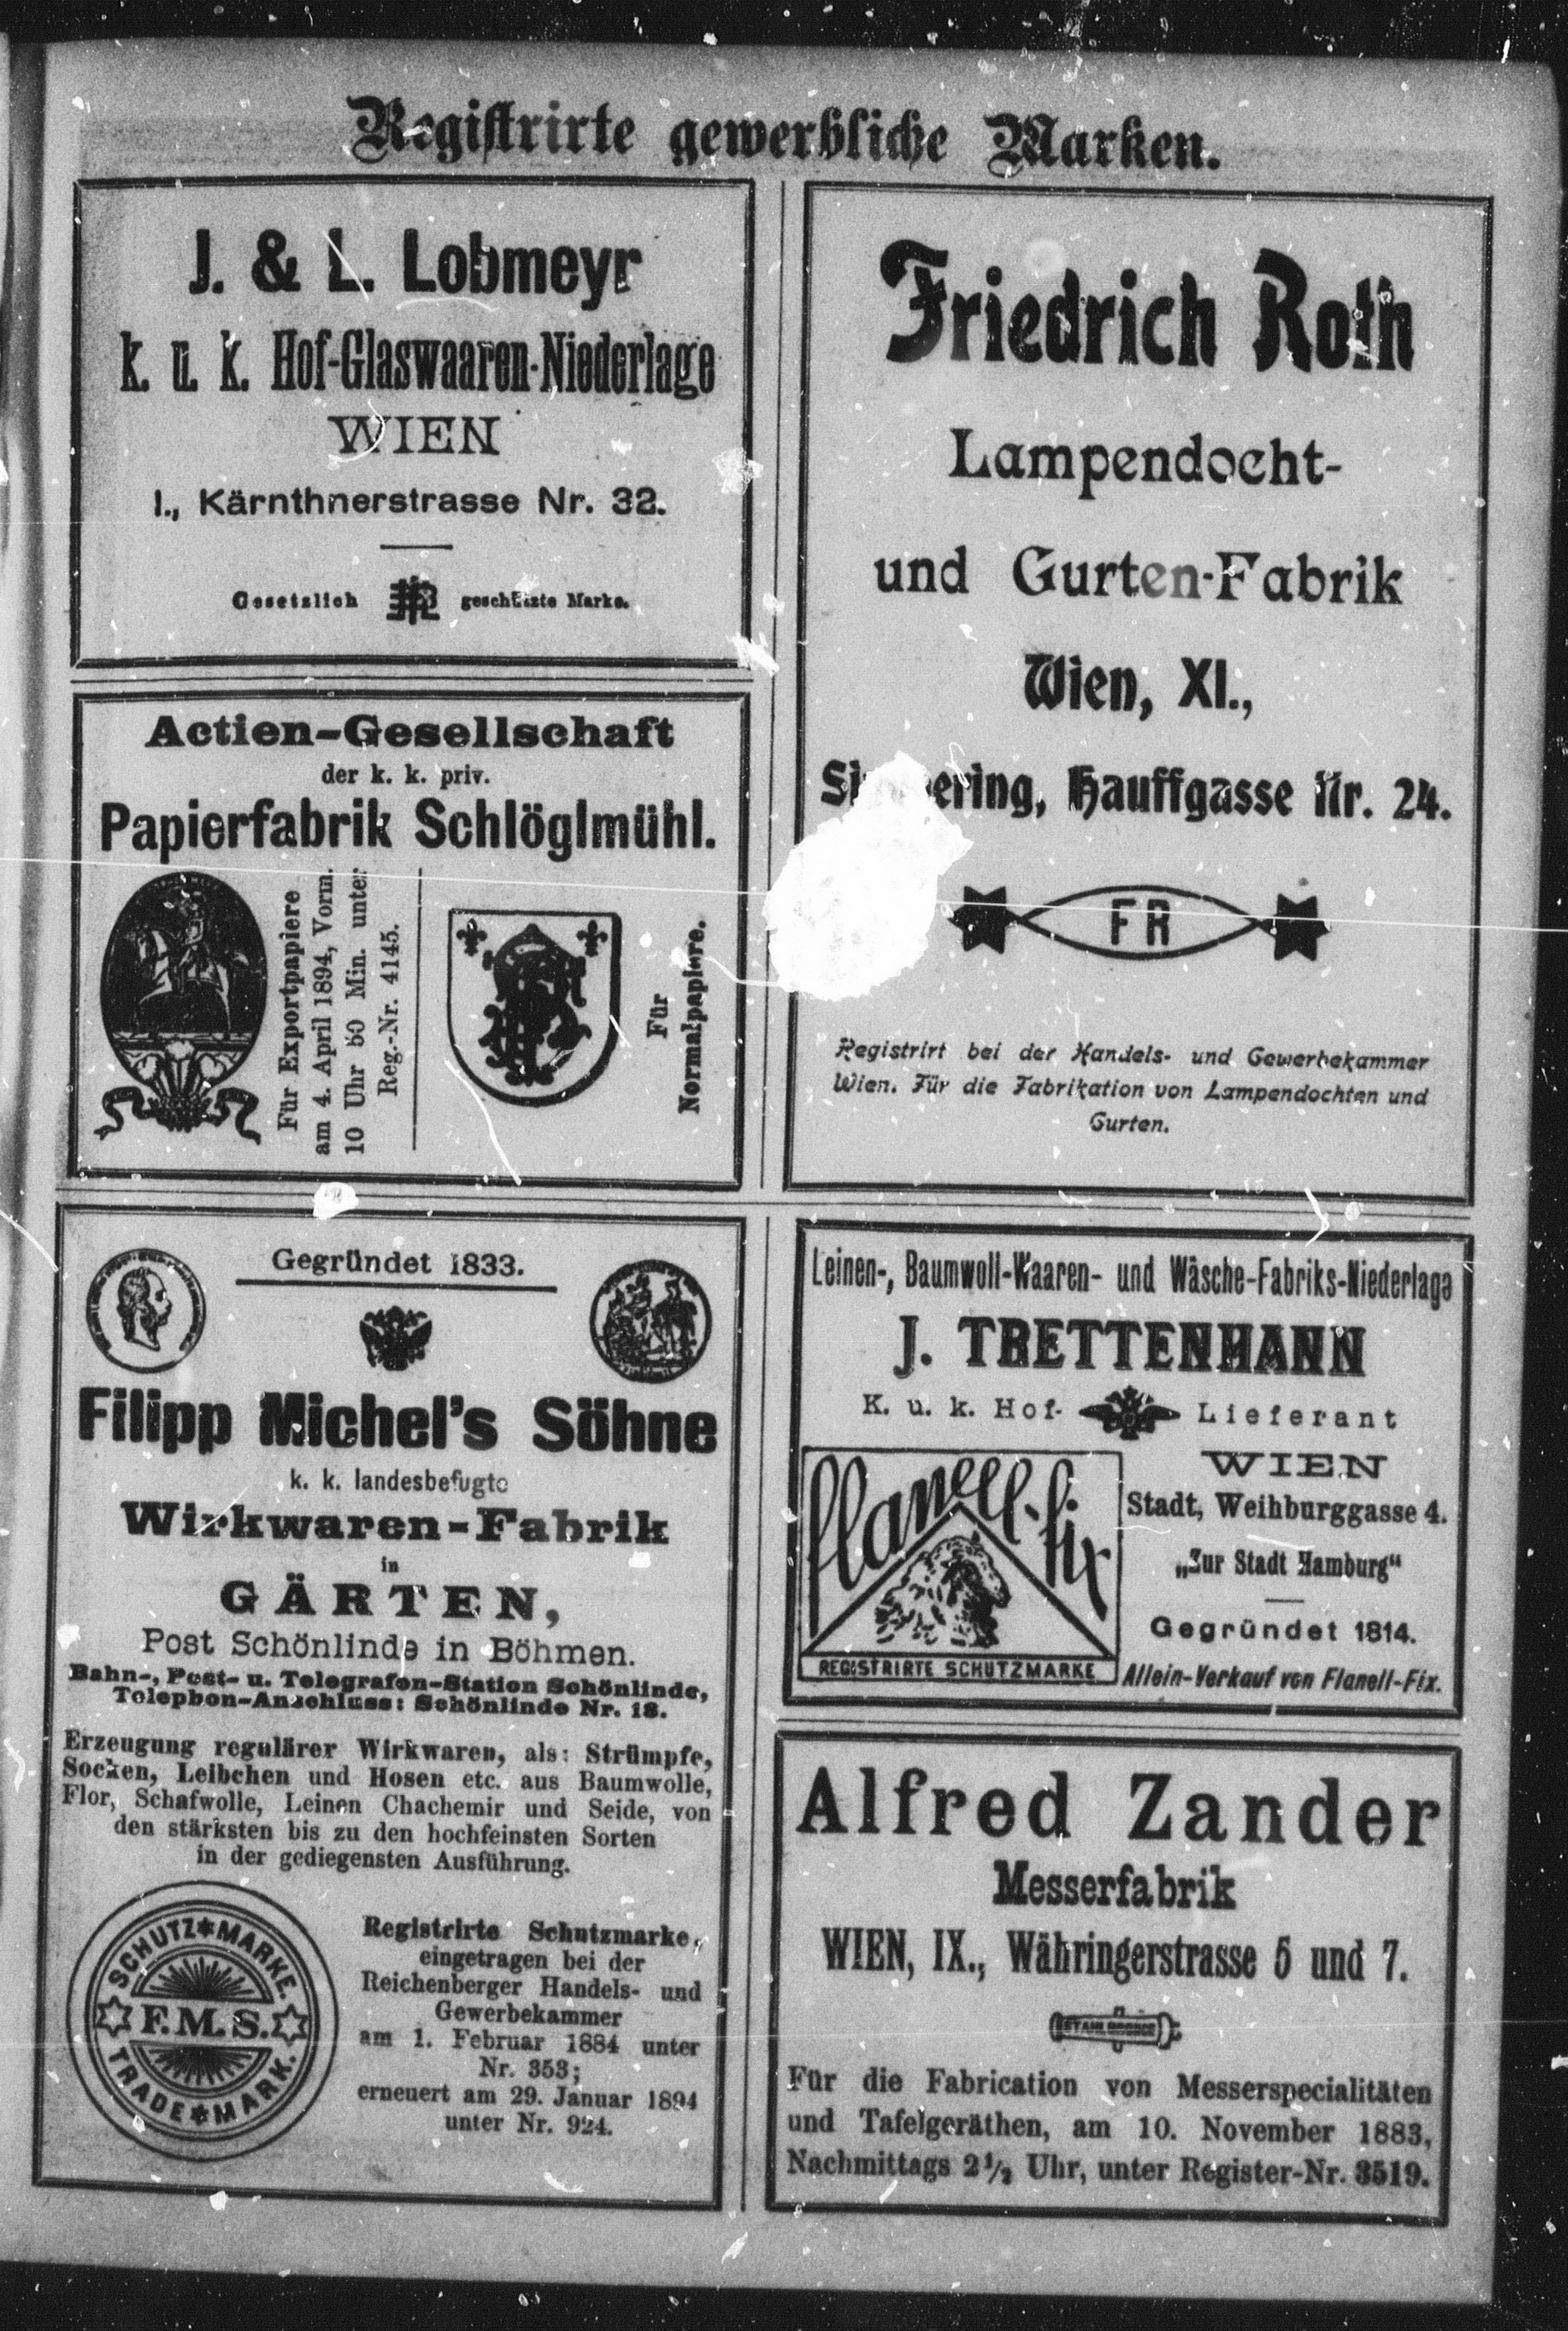 Registrirte gewerbliche Marken.
J. & L. Lobmeyr
k. u. k. Hof-Glaswaaren-Niederlage
WIEN
I., Kärnthnerstrasse Nr. 32.
Gesetzlich geschützte Marke.
Actien-Gesellschaft
der k. k. priv.
Papierfabrik Schlöglmühl.
Für Exportpapiere
am 4. April 1894, Vorm.
10 Uhr 50 Min. unter
Reg.-Nr. 4145.
Für
Normalpapiere.
Gegründet 1833.
Filipp Michel's Söhne
k. k. landesbefugte
Wirkwaren-Fabrik
in
GÄRTEN,
Post Schönlinde in Böhmen.
Bahn-, Post- u. Telegrafen-Station Schönlinde,
Telephon-Anschluss: Schönlinde Nr. 18.
Erzeugung regulärer Wirkwaren, als: Strümpfe,
Socken, Leibchen und Hosen etc. aus Baumwolle,
Flor, Schafwolle, Leinen Chachemir und Seide, von
den stärksten bis zu den hochfeinsten Sorten
in der gediegensten Ausführung.
SCHUTZ MARKE.
F.M.S.
TRADE MARK.
Registrirte Schutzmarke,
eingetragen bei der
Reichenberger Handels- und
Gewerbekammer
am 1. Februar 1884 unter
Nr. 353;
erneuert am 29. Januar 1894
unter Nr. 924.
Friedrich Roth
Lampendocht-
und Gurten-Fabrik
Wien, XI.,
Hauffgasse Nr. 24.
FR
Registrirt bei der Handels- und Gewerbekammer
Wien. Für die Fabrikation von Lampendochten und
Gurten.
Leinen-, Baumwoll-Waaren- und Wäsche-Fabriks-Niederlage
J. TRETTENHANN
K. u. k. Hof- Lieferant
flanell-fix
REGISTRIRTE SCHUTZMARKE
WIEN
Stadt, Weihburggasse 4.
„Zur Stadt Hamburg“
Gegründet 1814.
Allein-Verkauf von Flanell-Fix.
Alfred Zander
Messerfabrik
WIEN, IX., Währingerstrasse 5 und 7.
Für die Fabrication von Messerspecialitäten
und Tafelgeräthen, am 10. November 1883,
Nachmittags 2½ Uhr, unter Register-Nr. 3519.